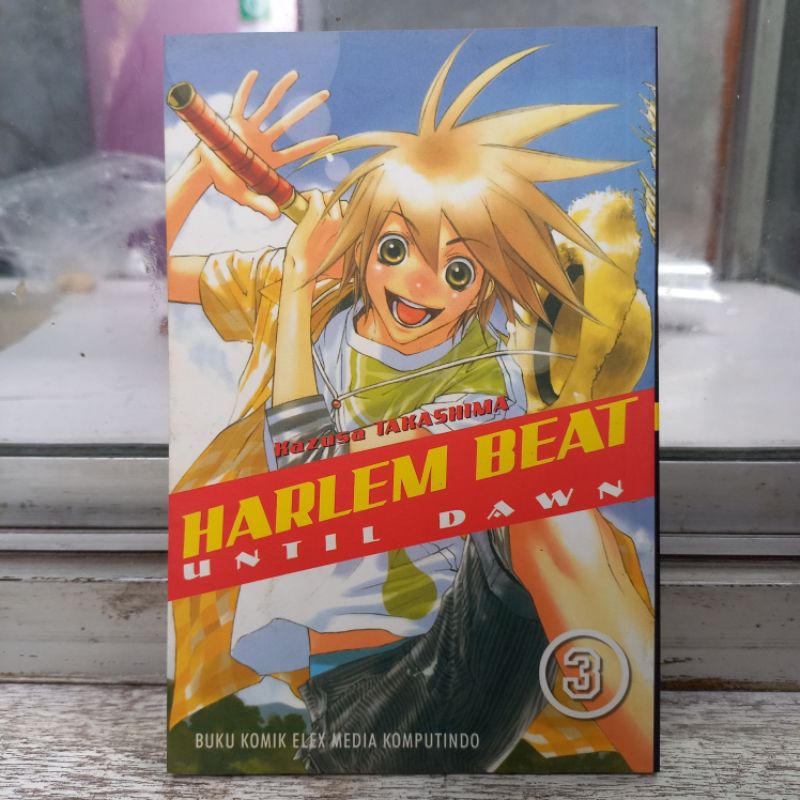 Kazusa TAKASHIMA
HARLEM BEAT
UNTIL DAWN
3
BUKU KOMIK ELEX MEDIA KOMPUTINDO